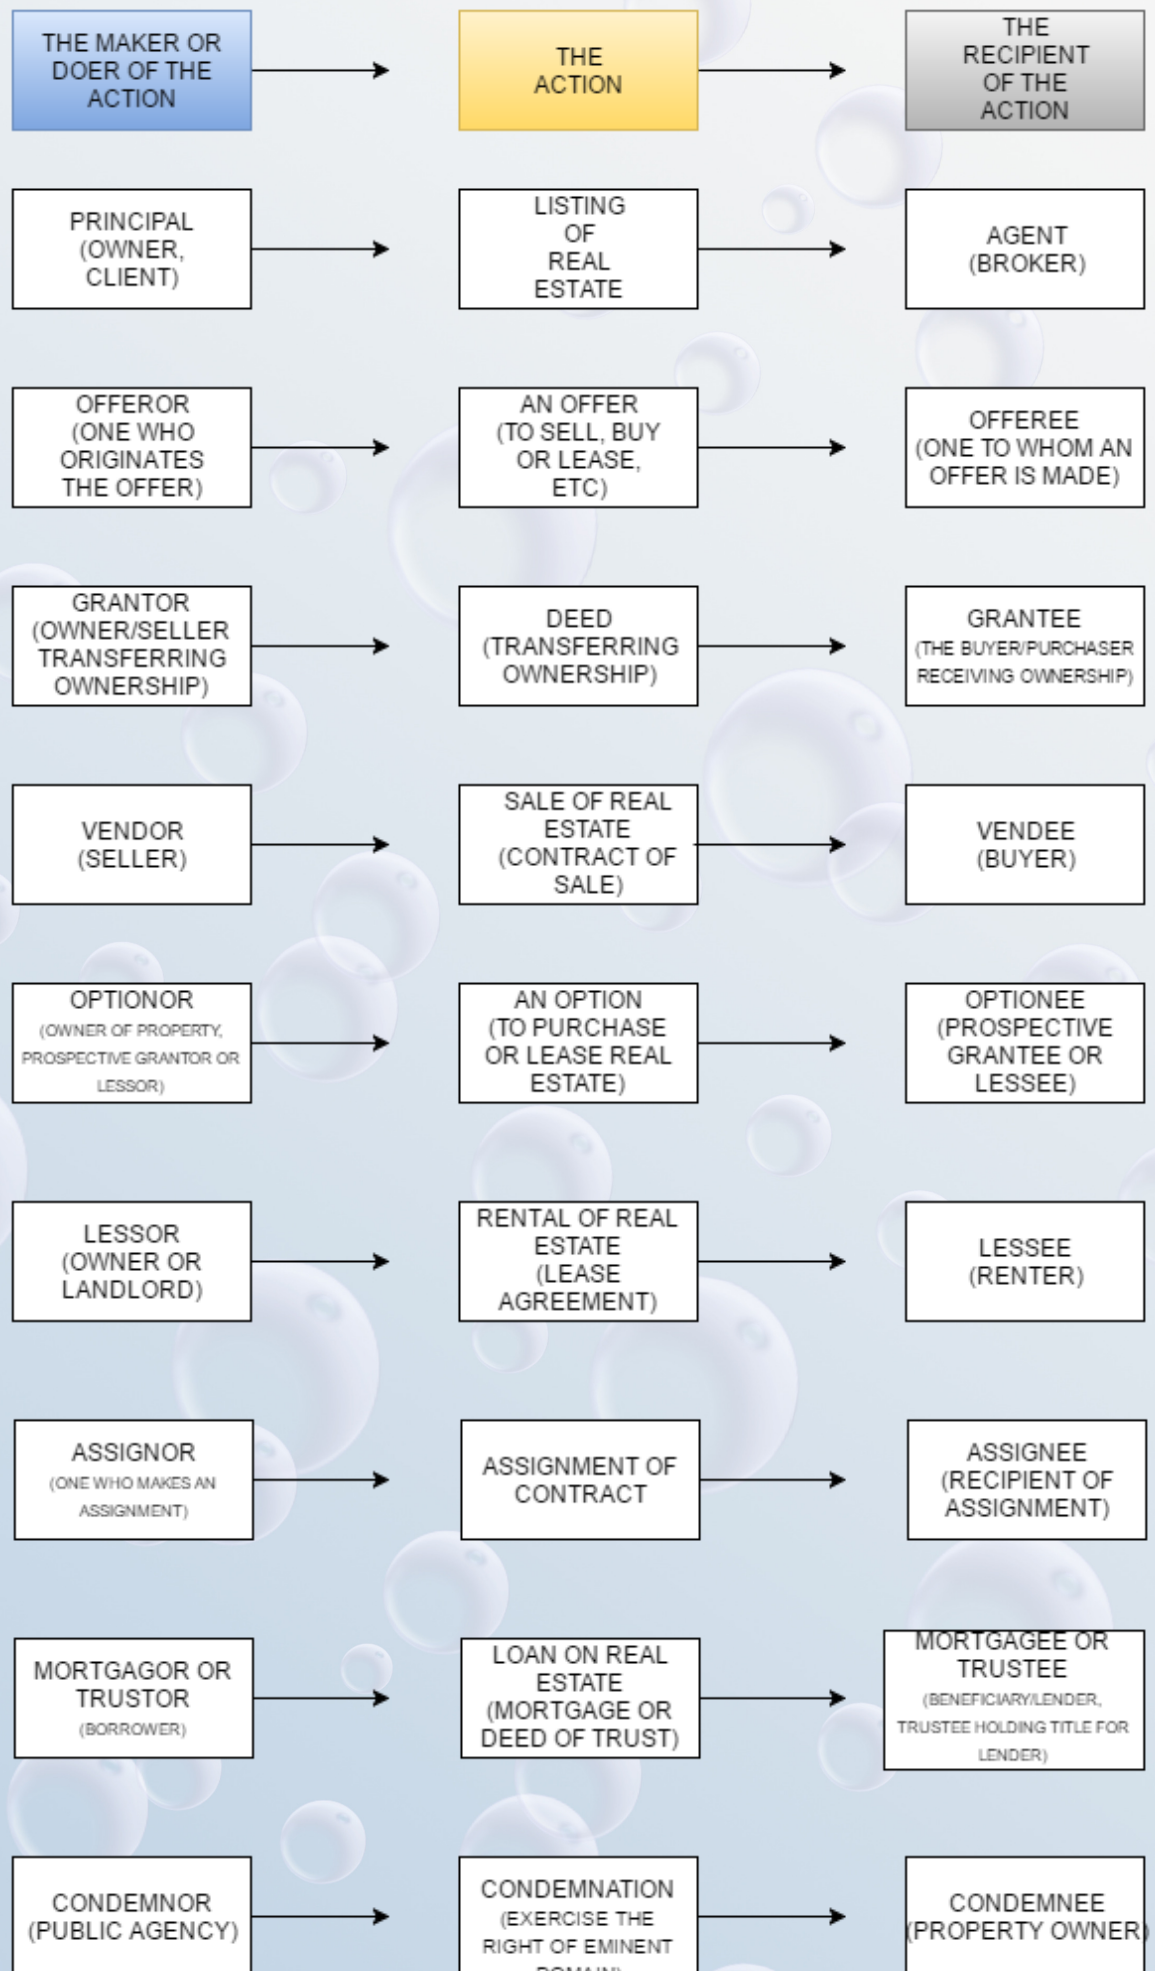 THE MAKER OR
DOER OF THE
ACTION
THE
ACTION
THE
RECIPIENT
OF THE
ACTION
PRINCIPAL
(OWNER,
CLIENT)
LISTING
OF
REAL
ESTATE
AGENT
(BROKER)
OFFEROR
(ONE WHO
ORIGINATES
THE OFFER)
AN OFFER
(TO SELL, BUY
OR LEASE,
ETC)
OFFEREE
(ONE TO WHOM AN
OFFER IS MADE)
GRANTOR
(OWNER/SELLER
TRANSFERRING
OWNERSHIP)
DEED
(TRANSFERRING
OWNERSHIP)
GRANTEE
(THE BUYER/PURCHASER
RECEIVING OWNERSHIP)
VENDOR
(SELLER)
SALE OF REAL
ESTATE
(CONTRACT OF
SALE)
VENDEE
(BUYER)
OPTIONOR
(OWNER OF PROPERTY,
PROSPECTIVE GRANTOR OR
LESSOR)
AN OPTION
(TO PURCHASE
OR LEASE REAL
ESTATE)
OPTIONEE
(PROSPECTIVE
GRANTEE OR
LESSEE)
LESSOR
(OWNER OR
LANDLORD)
RENTAL OF REAL
ESTATE
(LEASE
AGREEMENT)
LESSEE
(RENTER)
ASSIGNOR
(ONE WHO MAKES AN
ASSIGNMENT)
ASSIGNMENT OF
CONTRACT
ASSIGNEE
(RECIPIENT OF
ASSIGNMENT)
MORTGAGOR OR
TRUSTOR
(BORROWER)
LOAN ON REAL
ESTATE
(MORTGAGE OR
DEED OF TRUST)
MORTGAGEE OR
TRUSTEE
(BENEFICIARY/LENDER,
TRUSTEE HOLDING TITLE FOR
LENDER)
CONDEMNOR
(PUBLIC AGENCY)
CONDEMNATION
(EXERCISE THE
RIGHT OF EMINENT
DOMAIN)
CONDEMNEE
(PROPERTY OWNER)